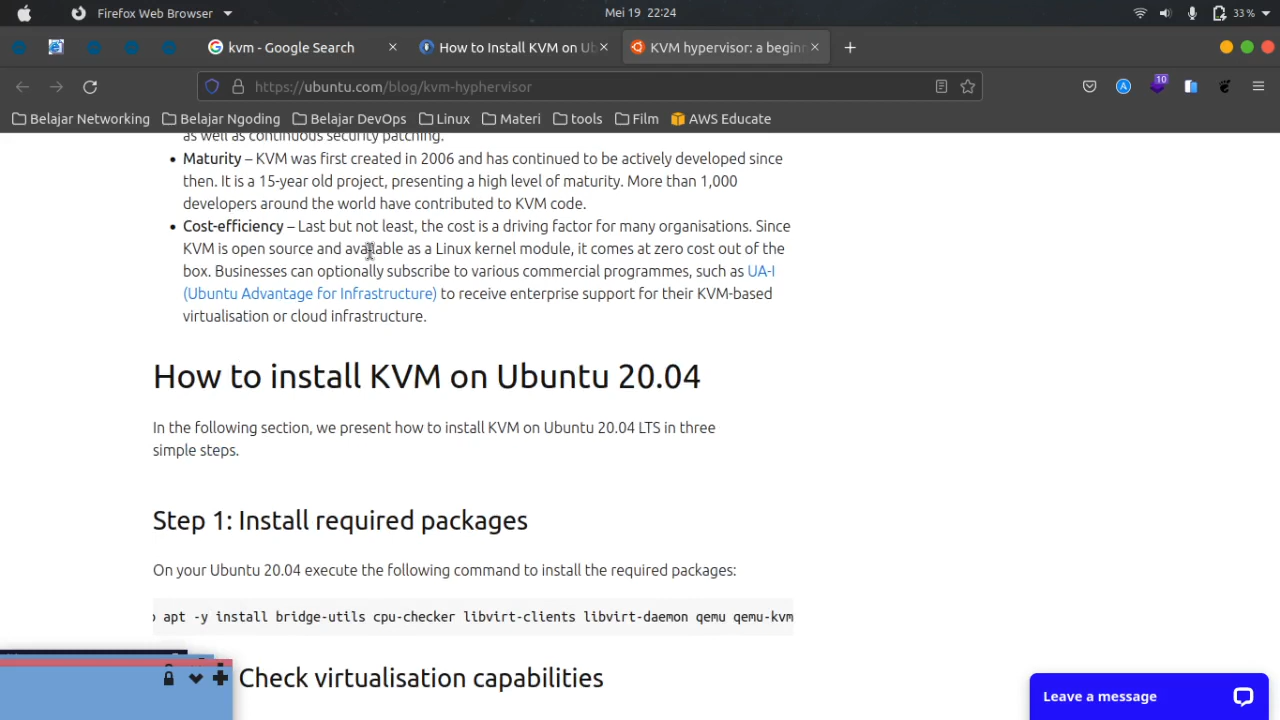 Firefox Web Browser
Mei 19 22:24
33 %
kvm - Google Search
How to Install KVM on Ub
KVM hypervisor: a beginn
https://ubuntu.com/blog/kvm-hyphervisor
10
Belajar Networking
Belajar Ngoding
Belajar DevOps
Linux
Materi
tools
Film
AWS Educate
as well as continuous security patching.
• Maturity – KVM was first created in 2006 and has continued to be actively developed since
then. It is a 15-year old project, presenting a high level of maturity. More than 1,000
developers around the world have contributed to KVM code.
• Cost-efficiency – Last but not least, the cost is a driving factor for many organisations. Since
KVM is open source and available as a Linux kernel module, it comes at zero cost out of the
box. Businesses can optionally subscribe to various commercial programmes, such as UA-I
(Ubuntu Advantage for Infrastructure) to receive enterprise support for their KVM-based
virtualisation or cloud infrastructure.
How to install KVM on Ubuntu 20.04
In the following section, we present how to install KVM on Ubuntu 20.04 LTS in three
simple steps.
Step 1: Install required packages
On your Ubuntu 20.04 execute the following command to install the required packages:
apt -y install bridge-utils cpu-checker libvirt-clients libvirt-daemon qemu qemu-kvm
Check virtualisation capabilities
Leave a message